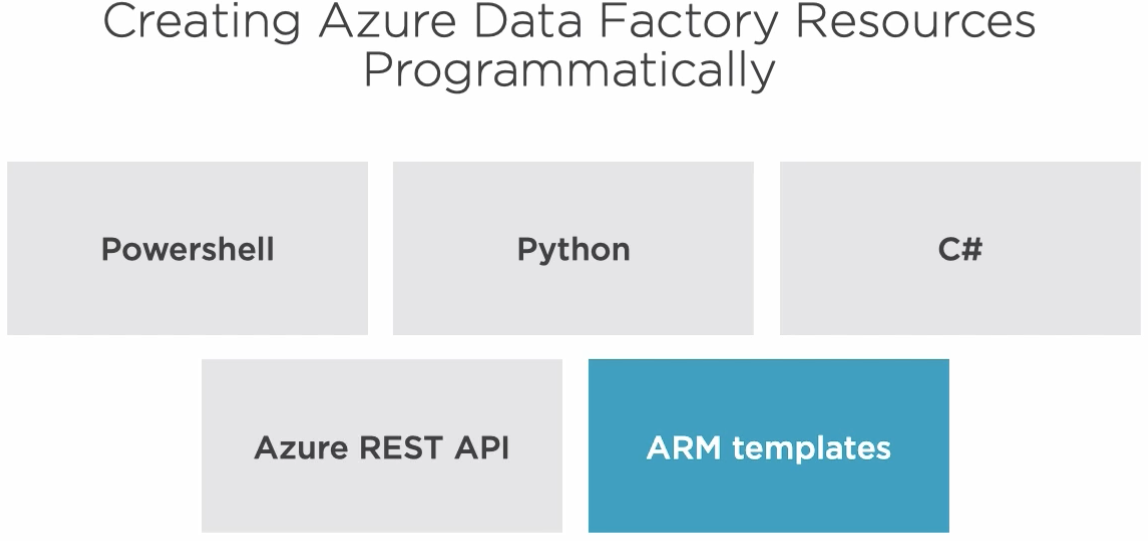 Creating Azure Data Factory Resources
Programmatically
Powershell
Python
C#
Azure REST API
ARM templates